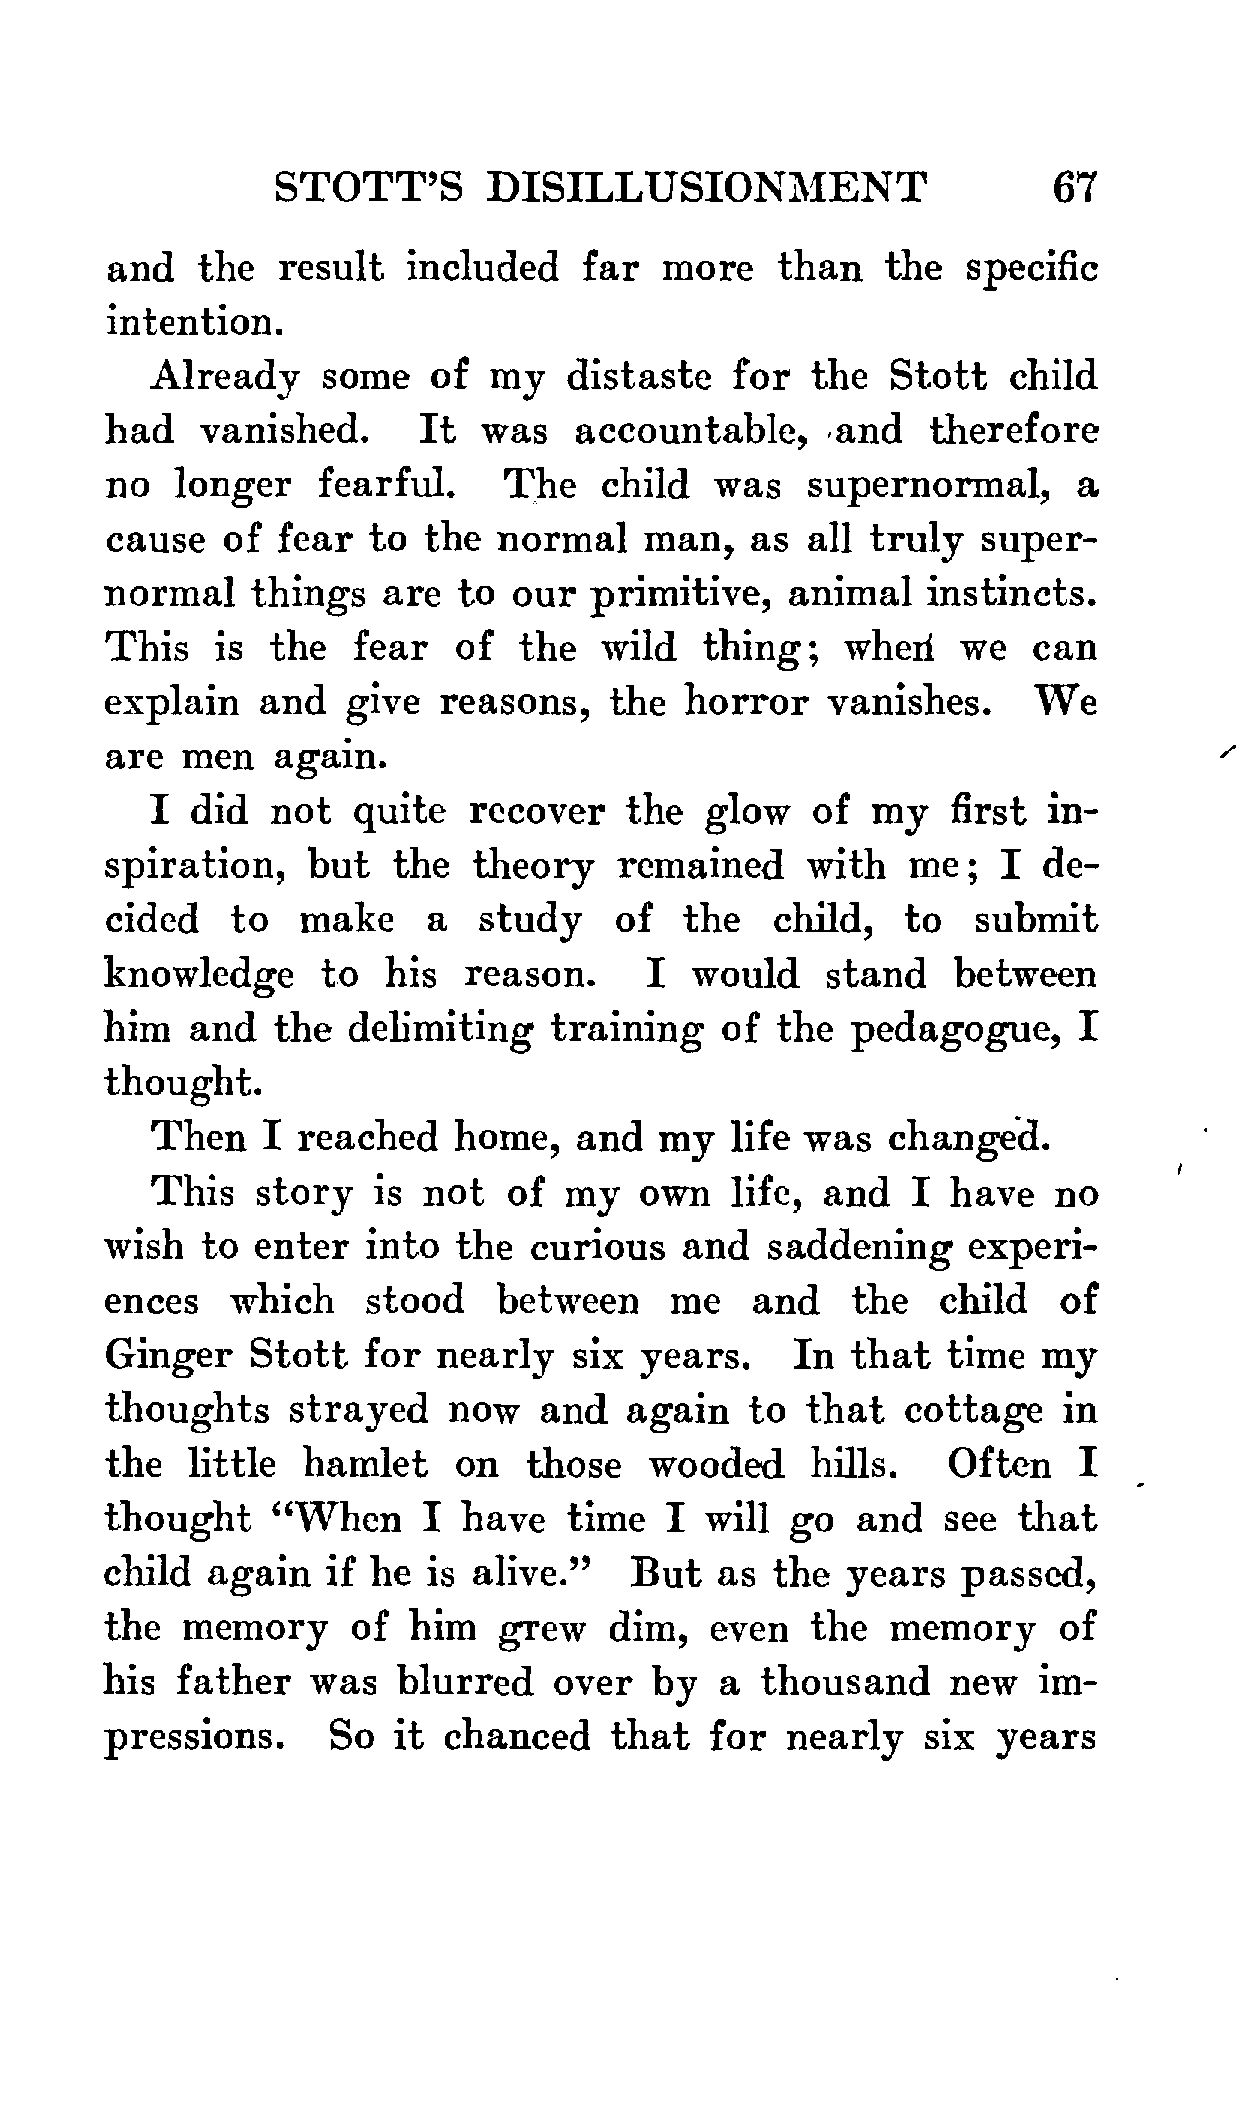 STOTT'S DISILLUSIONMENT 67
and the result included far more than the specific
intention.
Already some of my distaste for the Stott child
had vanished. It was accountable, and therefore
no longer fearful. The child was supernormal, a
cause of fear to the normal man, as all truly super-
normal things are to our primitive, animal instincts.
This is the fear of the wild thing; when we can
explain and give reasons, the horror vanishes. We
are men again.
I did not quite recover the glow of my first in-
spiration, but the theory remained with me; I de-
cided to make a study of the child, to submit
knowledge to his reason. I would stand between
him and the delimiting training of the pedagogue, I
thought.
Then I reached home, and my life was changed.
This story is not of my own life, and I have no
wish to enter into the curious and saddening experi-
ences which stood between me and the child of
Ginger Stott for nearly six years. In that time my
thoughts strayed now and again to that cottage in
the little hamlet on those wooded hills. Often I
thought "When I have time I will go and see that
child again if he is alive." But as the years passed,
the memory of him grew dim, even the memory of
his father was blurred over by a thousand new im-
pressions. So it chanced that for nearly six years